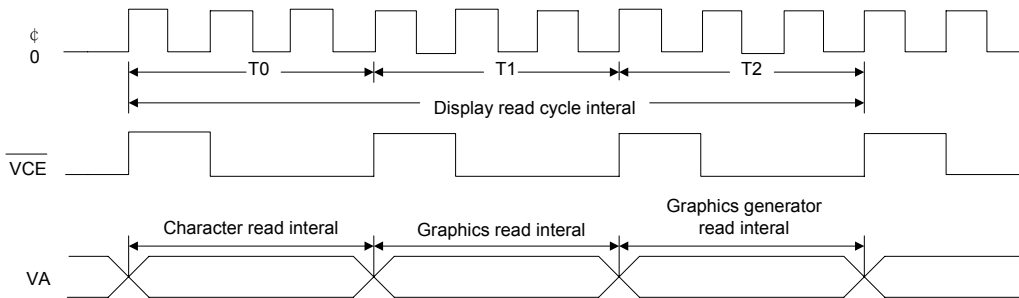 ¢
0
T0
T1
T2
Display read cycle interal
VCE
Character read interal
Graphics read interal
Graphics generator
read interal
VA